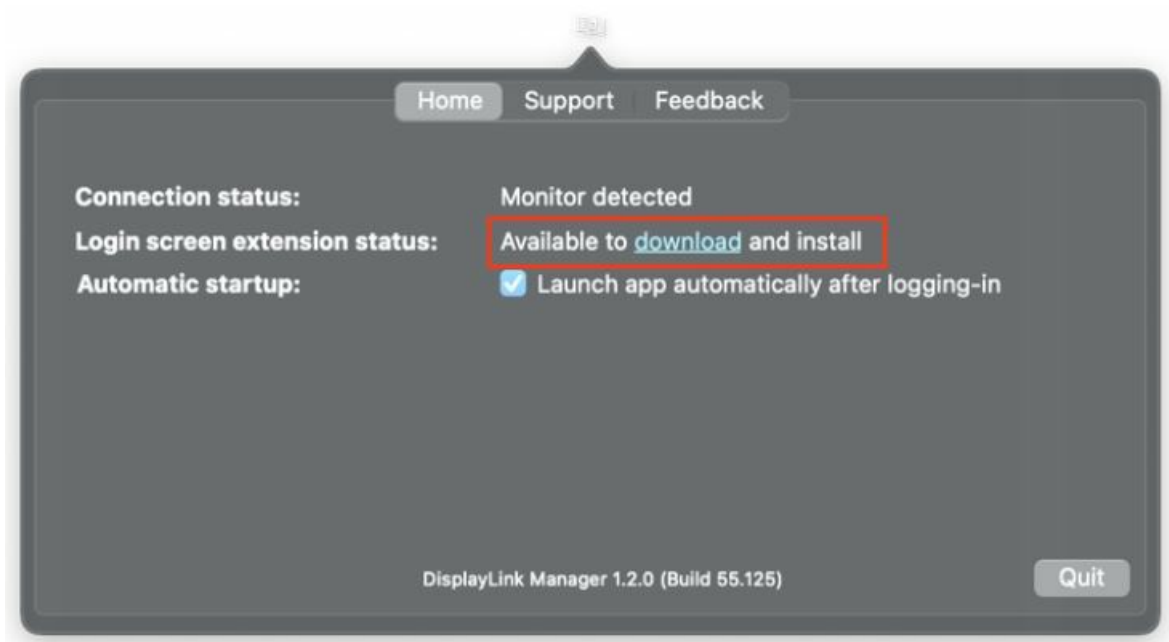 Home Support Feedback
Connection status: Monitor detected
Login screen extension status: Available to download and install
Automatic startup: Launch app automatically after logging-in
DisplayLink Manager 1.2.0 (Build 55.125)
Quit